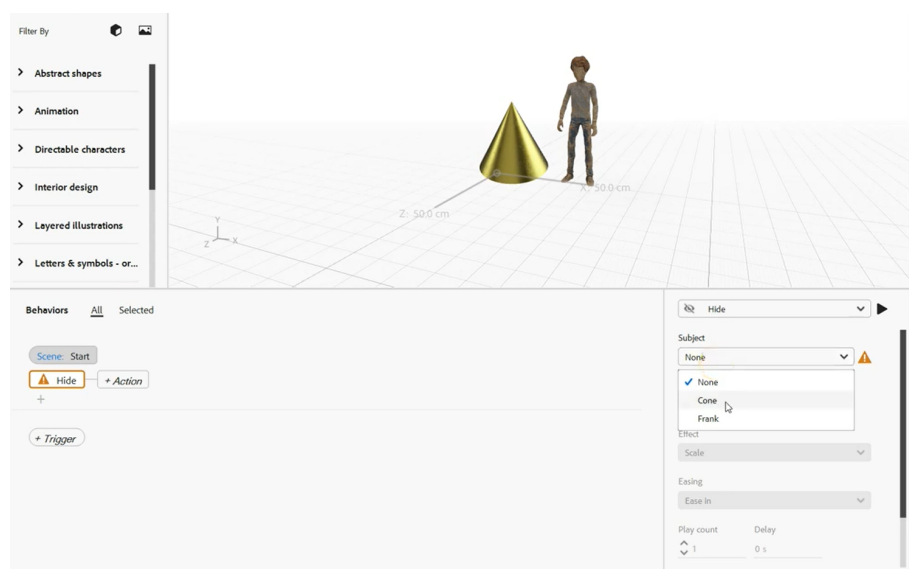 Filter By
Abstract shapes
Animation
Directable characters
Interior design
Layered illustrations
Letters & symbols - or...
Y
Z X
X: 50.0 cm
Z: 50.0 cm
Behaviors All Selected
Scene: Start
Hide + Action
+
+ Trigger
Hide
Subject
None
None
Cone
Frank
Effect
Scale
Easing
Ease in
Play count Delay
1 0 s